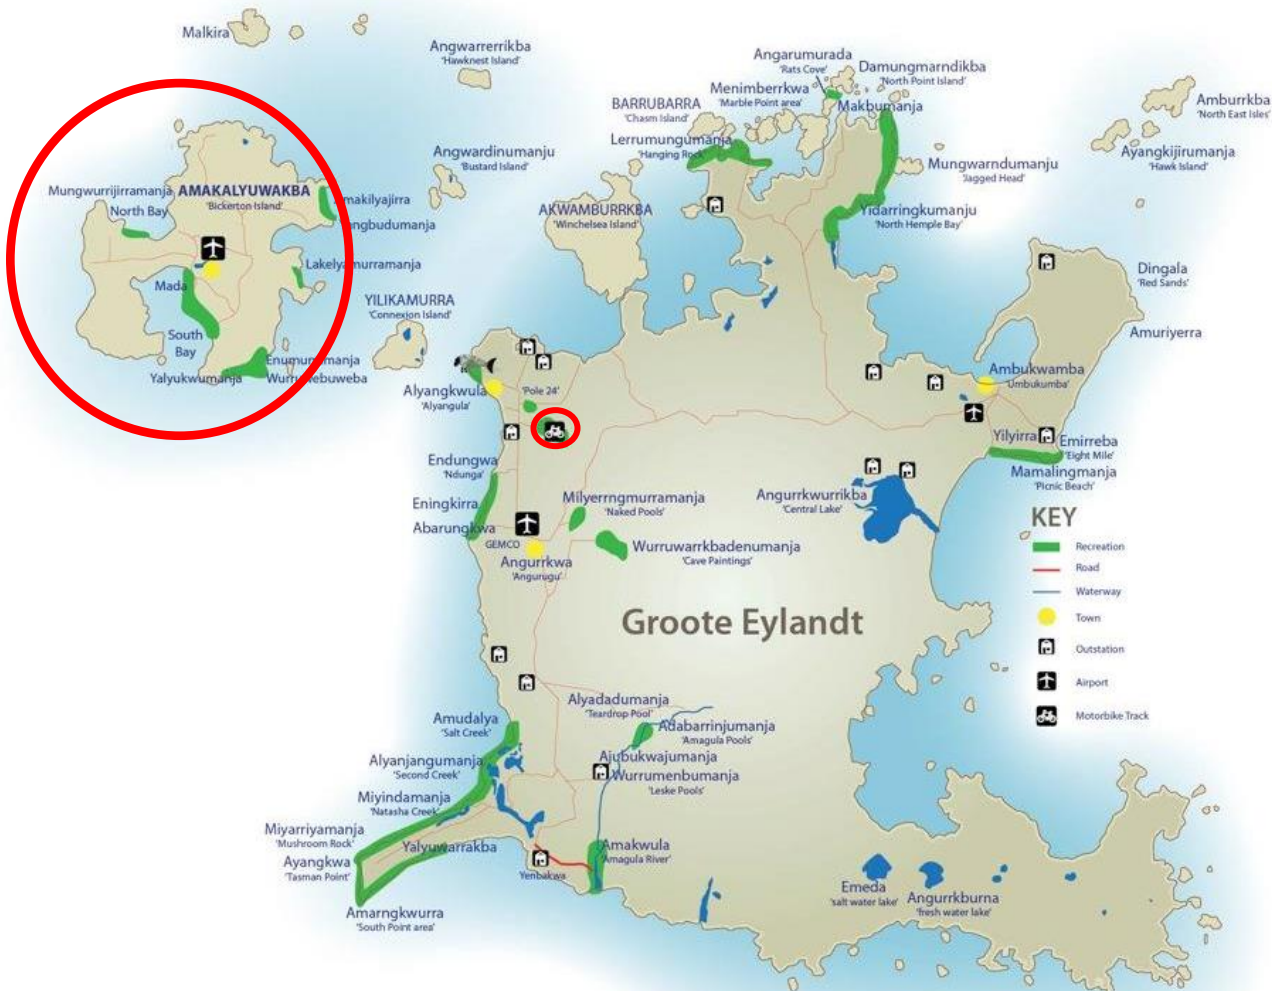 Malkira
Angwarrerrikba
'Hawknest Island'
Angarumurada
'Rats Cove'
Damungmarndikba
'North Point Island'
Menimberrkwa
'Marble Point area'
Makbumanja
BARRUBARRA
'Chasm Island'
Lerrumungumanja
'Hanging Rock'
Amburrkba
'North East Isles'
Ayangkijirumanja
'Hawk Island'
Mungwarndumanju
'Jagged Head'
Angwardinumanju
'Bustard Island'
Mungwurrijirramanja
North Bay
AMAKALYUWAKBA
'Bickerton Island'
AKWAMBURRKBA
'Winchelsea Island'
Yidarringkumanju
'North Hemple Bay'
Lakelyamurramanja
Mada
South
Bay
YILIKAMURRA
'Connexion Island'
Dingala
'Red Sands'
Amuriyerra
Yalyukwumanja
Alyangkwula
'Alyangula'
'Pole 24'
Ambukwamba
'Umbukumba'
Yilyirra
Emirreba
'Eight Mile'
Mamalingmanja
'Picnic Beach'
Endungwa
'Ndunga'
Eningkirra
Abarungkwa
Milyerrngmurramanja
'Naked Pools'
Angurrkwurrikba
'Central Lake'
GEMCO
Angurrkwa
'Angurugu'
Wurruwarrkbadenumanja
'Cave Paintings'
KEY
Recreation
Road
Waterway
Town
Outstation
Airport
Motorbike Track
Groote Eylandt
Alyadadumanja
'Teardrop Pool'
Adabarrinjumanja
'Amagula Pools'
Amudalya
'Salt Creek'
Alyanjangumanja
'Second Creek'
Ajubukwajumanja
Wurrumenbumanja
'Leske Pools'
Miyindamanja
'Natasha Creek'
Miyarriyamanja
'Mushroom Rock'
Yalyuwarrakba
Ayangkwa
'Tasman Point'
Yenbakwa
Amakwula
'Amagula River'
Amarngkwurra
'South Point area'
Emeda
'salt water lake'
Angurrkburna
'fresh water lake'